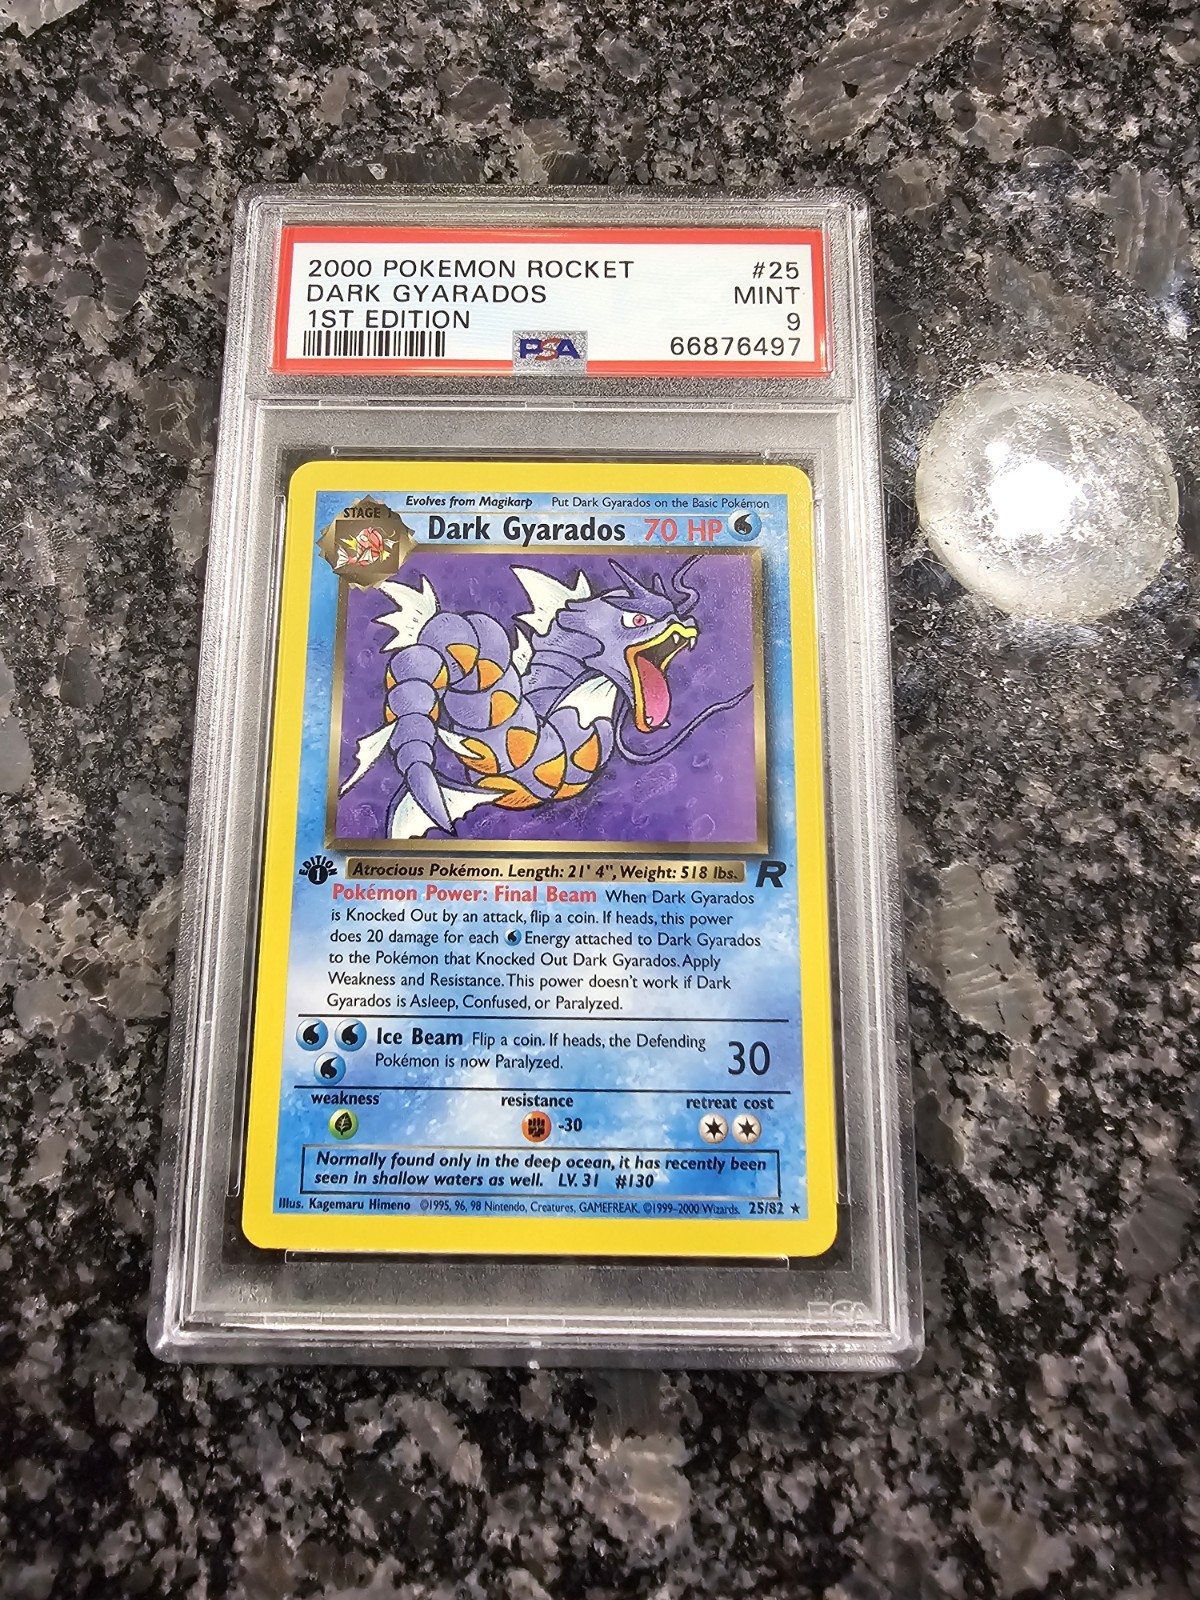 2000 POKEMON ROCKET #25
DARK GYARADOS MINT
1ST EDITION 9
PSA 66876497
Evolves from Magikarp Put Dark Gyarados on the Basic Pokémon
STAGE 1
Dark Gyarados 70 HP
EDITION 1
Atrocious Pokémon. Length: 21' 4", Weight: 518 lbs. R
Pokémon Power: Final Beam When Dark Gyarados
is Knocked Out by an attack, flip a coin. If heads, this power
does 20 damage for each Energy attached to Dark Gyarados
to the Pokémon that Knocked Out Dark Gyarados. Apply
Weakness and Resistance. This power doesn't work if Dark
Gyarados is Asleep, Confused, or Paralyzed.
Ice Beam Flip a coin. If heads, the Defending
Pokémon is now Paralyzed. 30
weakness resistance retreat cost
-30
Normally found only in the deep ocean, it has recently been
seen in shallow waters as well. LV. 31 #130
Illus. Kagemaru Himeno ©1995, 96, 98 Nintendo, Creatures, GAMEFREAK. ©1999-2000 Wizards. 25/82 ★
PSA